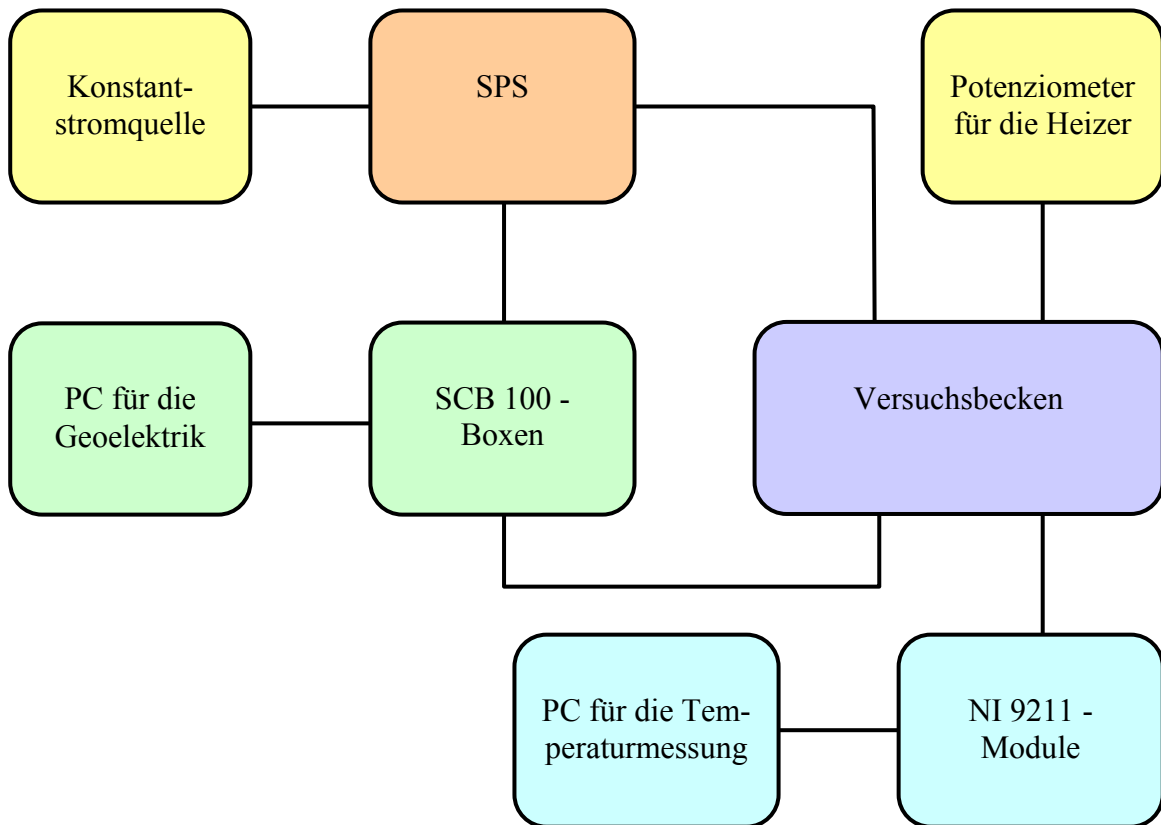 Konstant-
stromquelle
SPS
Potenziometer
für die Heizer
PC für die
Geoelektrik
SCB 100 -
Boxen
Versuchsbecken
PC für die Tem-
peraturmessung
NI 9211 -
Module